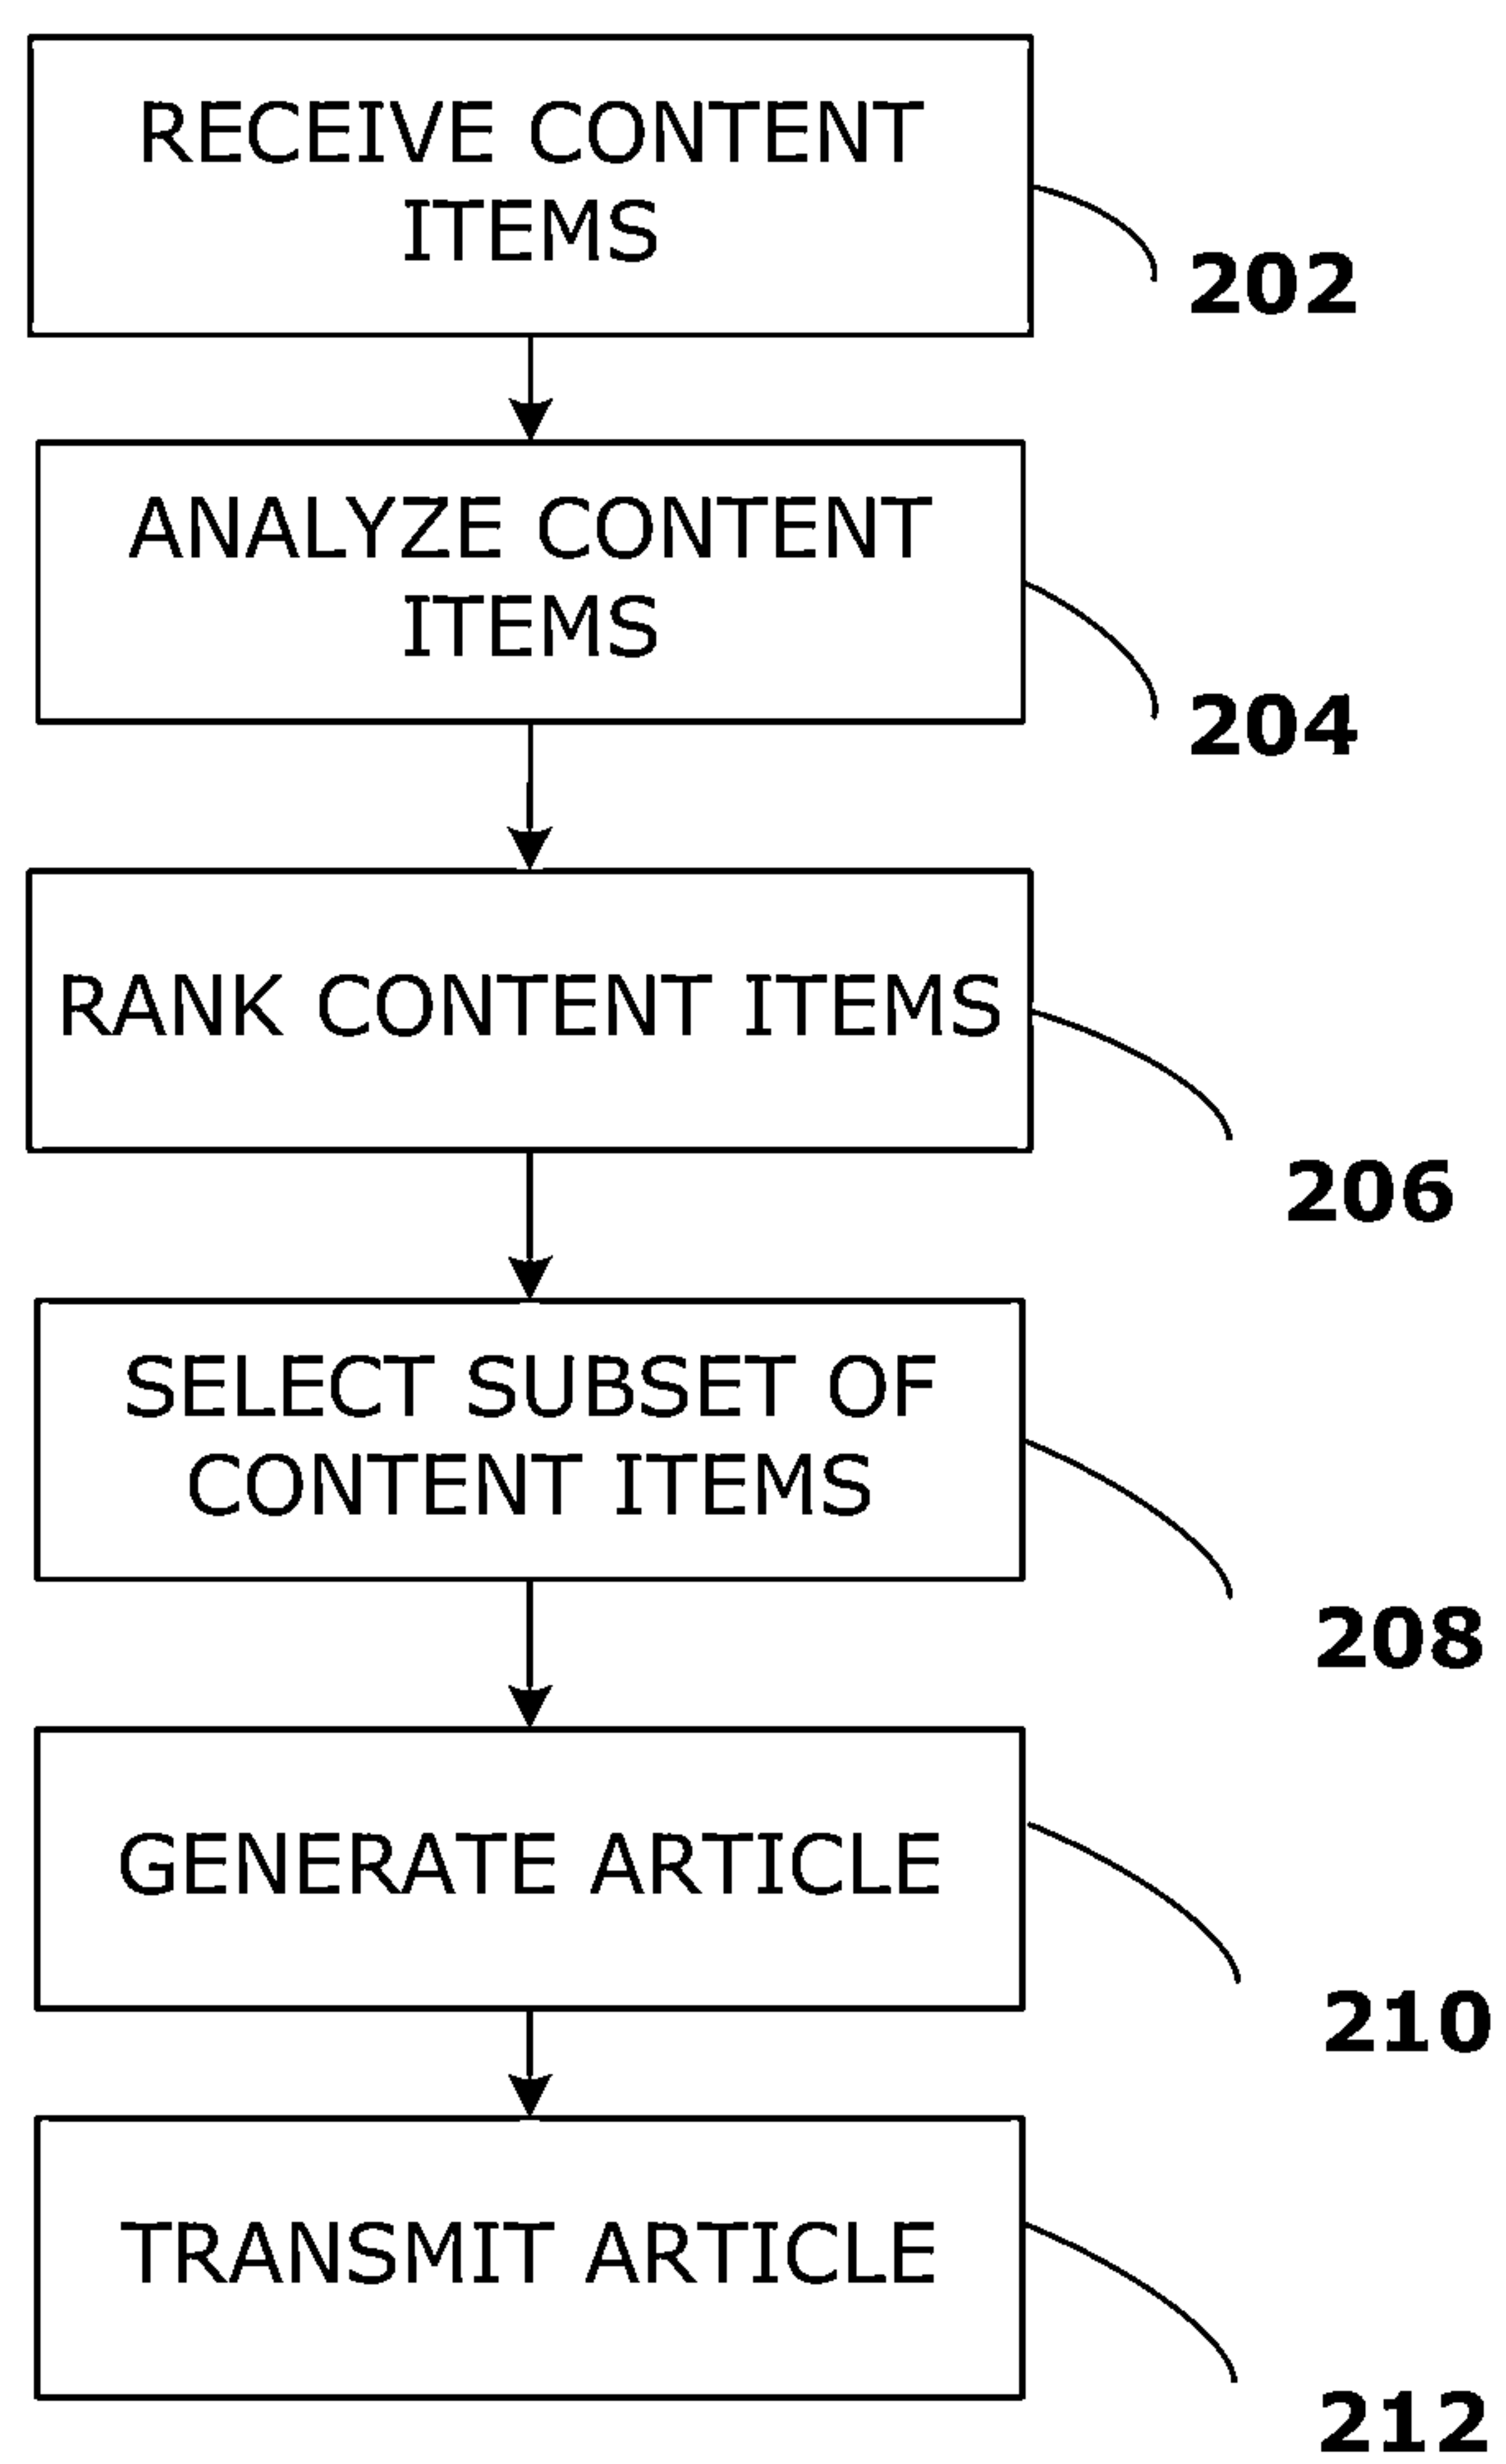 RECEIVE CONTENT
ITEMS
202
ANALYZE CONTENT
ITEMS
204
RANK CONTENT ITEMS
206
SELECT SUBSET OF
CONTENT ITEMS
208
GENERATE ARTICLE
210
TRANSMIT ARTICLE
212